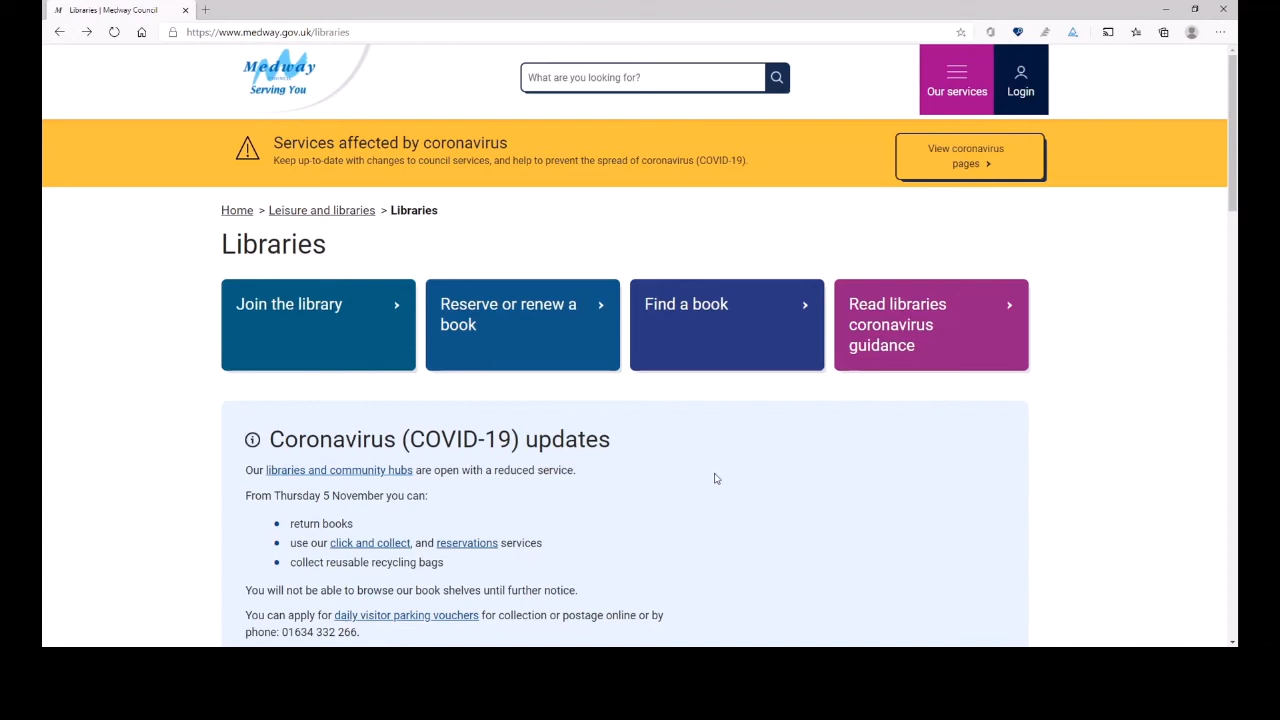 Libraries | Medway Council
https://www.medway.gov.uk/libraries
Medway
Serving You
What are you looking for?
Our services
Login
Services affected by coronavirus
Keep up-to-date with changes to council services, and help to prevent the spread of coronavirus (COVID-19).
View coronavirus
pages >
Home > Leisure and libraries > Libraries
Libraries
Join the library
Reserve or renew a
book
Find a book
Read libraries
coronavirus
guidance
Coronavirus (COVID-19) updates
Our libraries and community hubs are open with a reduced service.
From Thursday 5 November you can:
• return books
• use our click and collect, and reservations services
• collect reusable recycling bags
You will not be able to browse our book shelves until further notice.
You can apply for daily visitor parking vouchers for collection or postage online or by
phone: 01634 332 266.